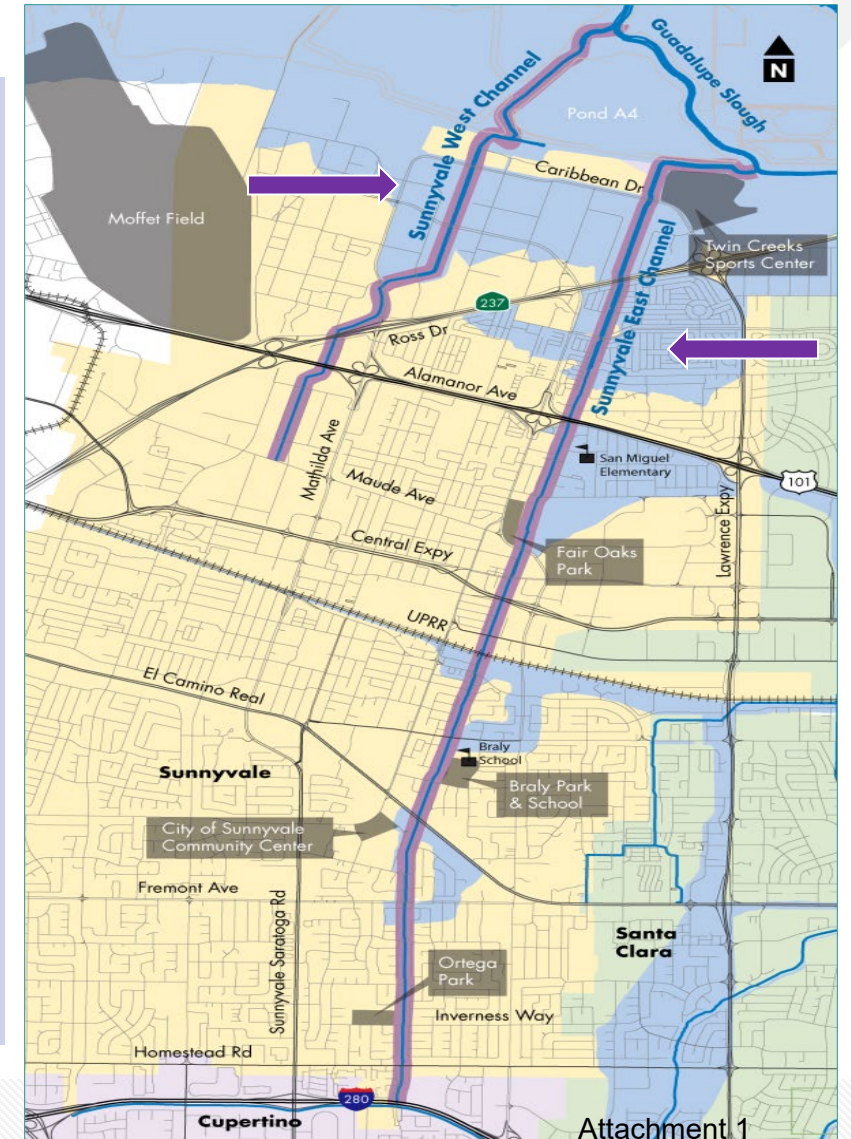 Guadalupe Slough
N
Sunnyvale West Channel
Pond A4
Caribbean Dr
Moffet Field
Twin Creeks
Sports Center
Sunnyvale East Channel
237
Ross Dr
Alamanor Ave
Mathilda Ave
San Miguel
Elementary
101
Maude Ave
Lawrence Expy
Central Expy
Fair Oaks
Park
UPRR
El Camino Real
Braly
School
Sunnyvale
Braly Park
& School
City of Sunnyvale
Community Center
Fremont Ave
Sunnyvale Saratoga Rd
Santa
Clara
Ortega
Park
Inverness Way
Homestead Rd
280
Cupertino
Attachment 1